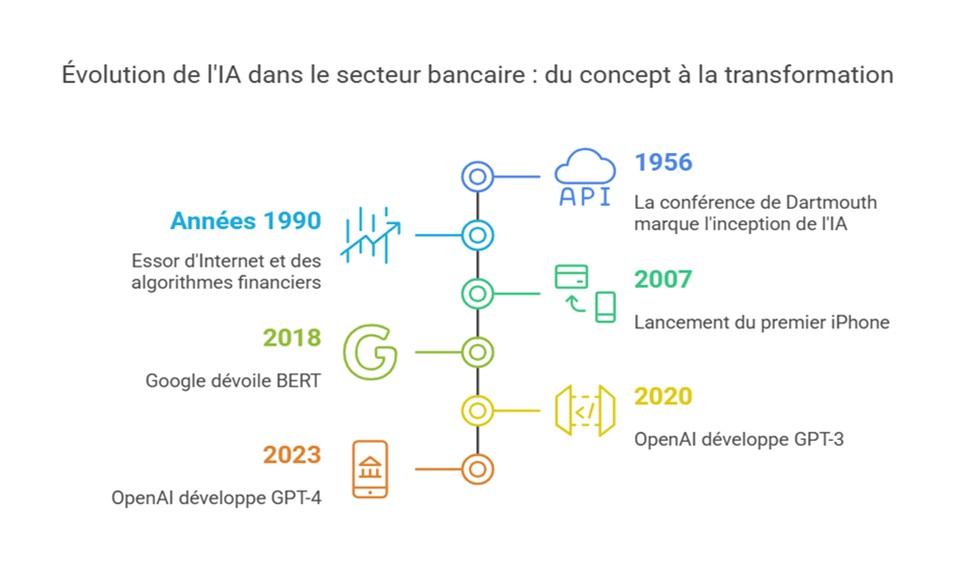 Évolution de l'IA dans le secteur bancaire : du concept à la transformation
1956
API
La conférence de Dartmouth
marque l'inception de l'IA
Années 1990
Essor d'Internet et des
algorithmes financiers
2007
Lancement du premier iPhone
2018
G
Google dévoile BERT
2020
</>
OpenAI développe GPT-3
2023
OpenAI développe GPT-4